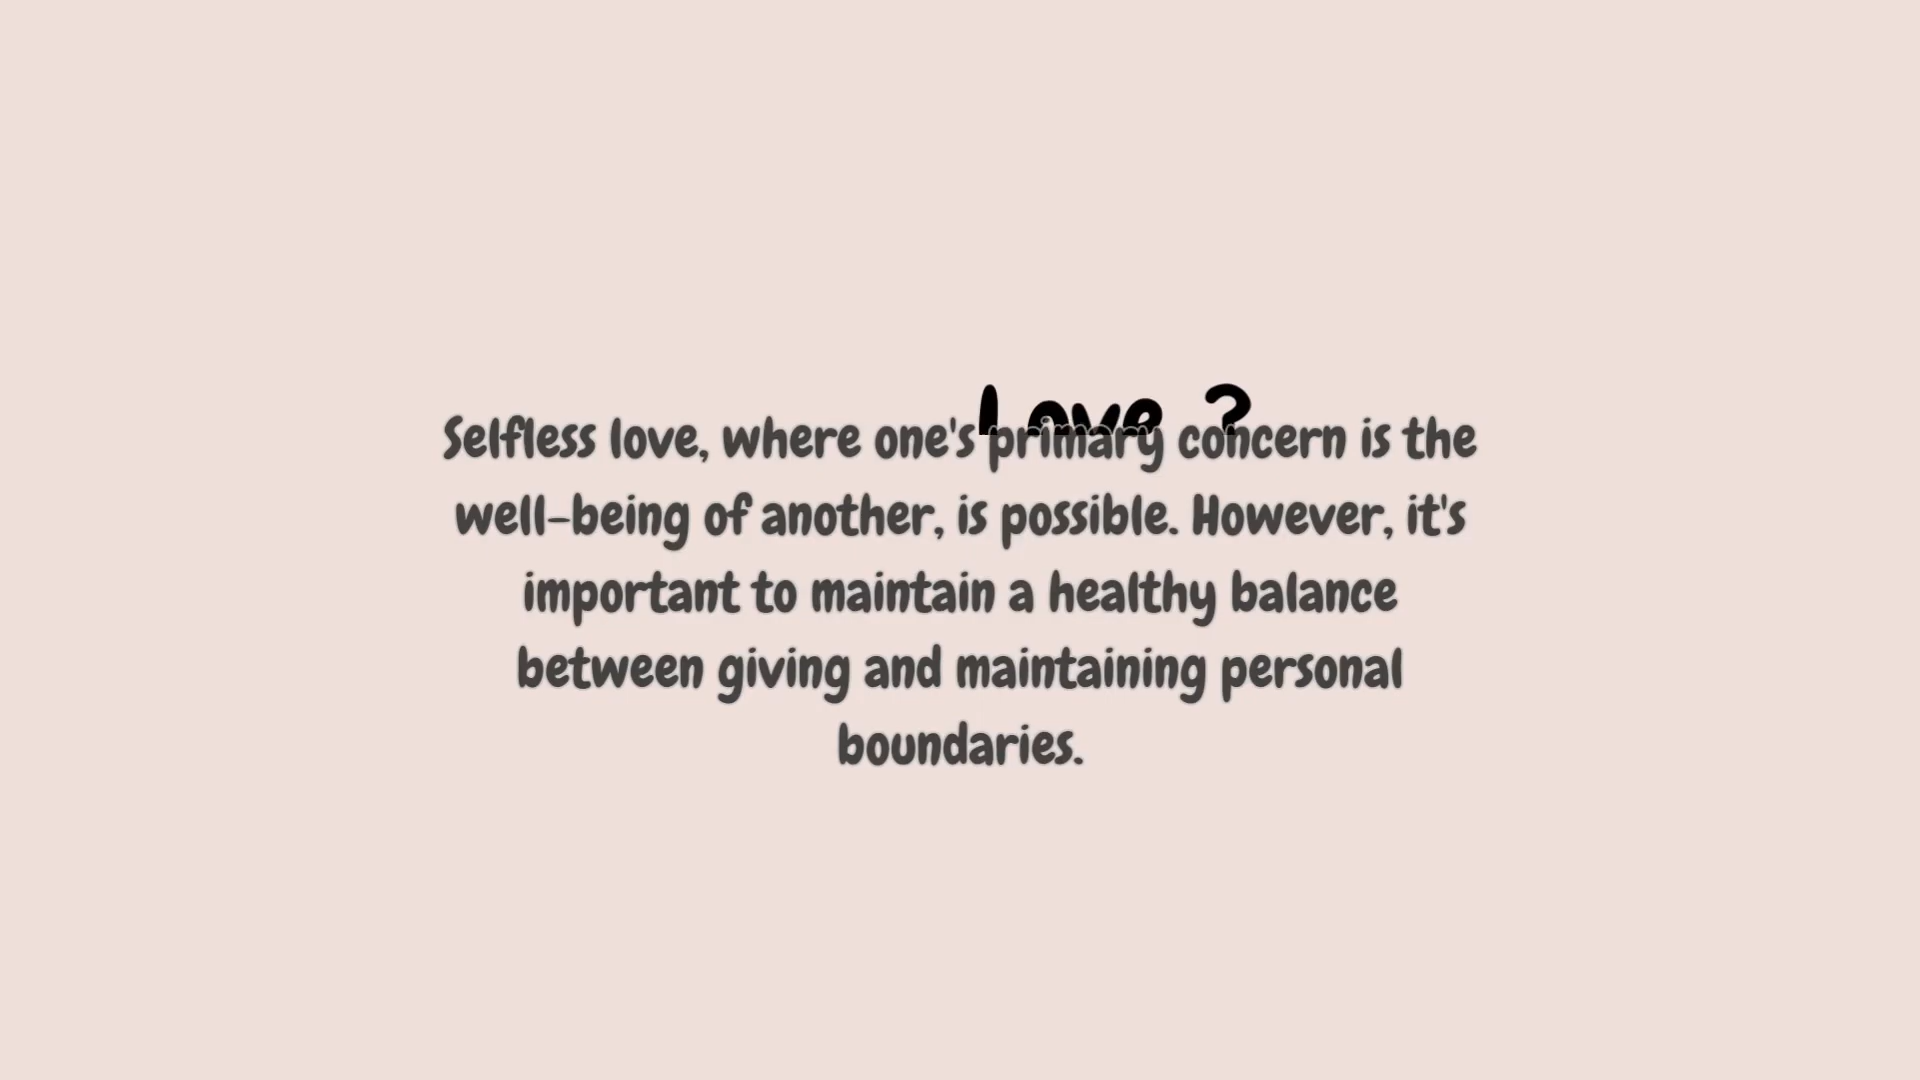 Love ?
Selfless love, where one's primary concern is the
well-being of another, is possible. However, it's
important to maintain a healthy balance
between giving and maintaining personal
boundaries.